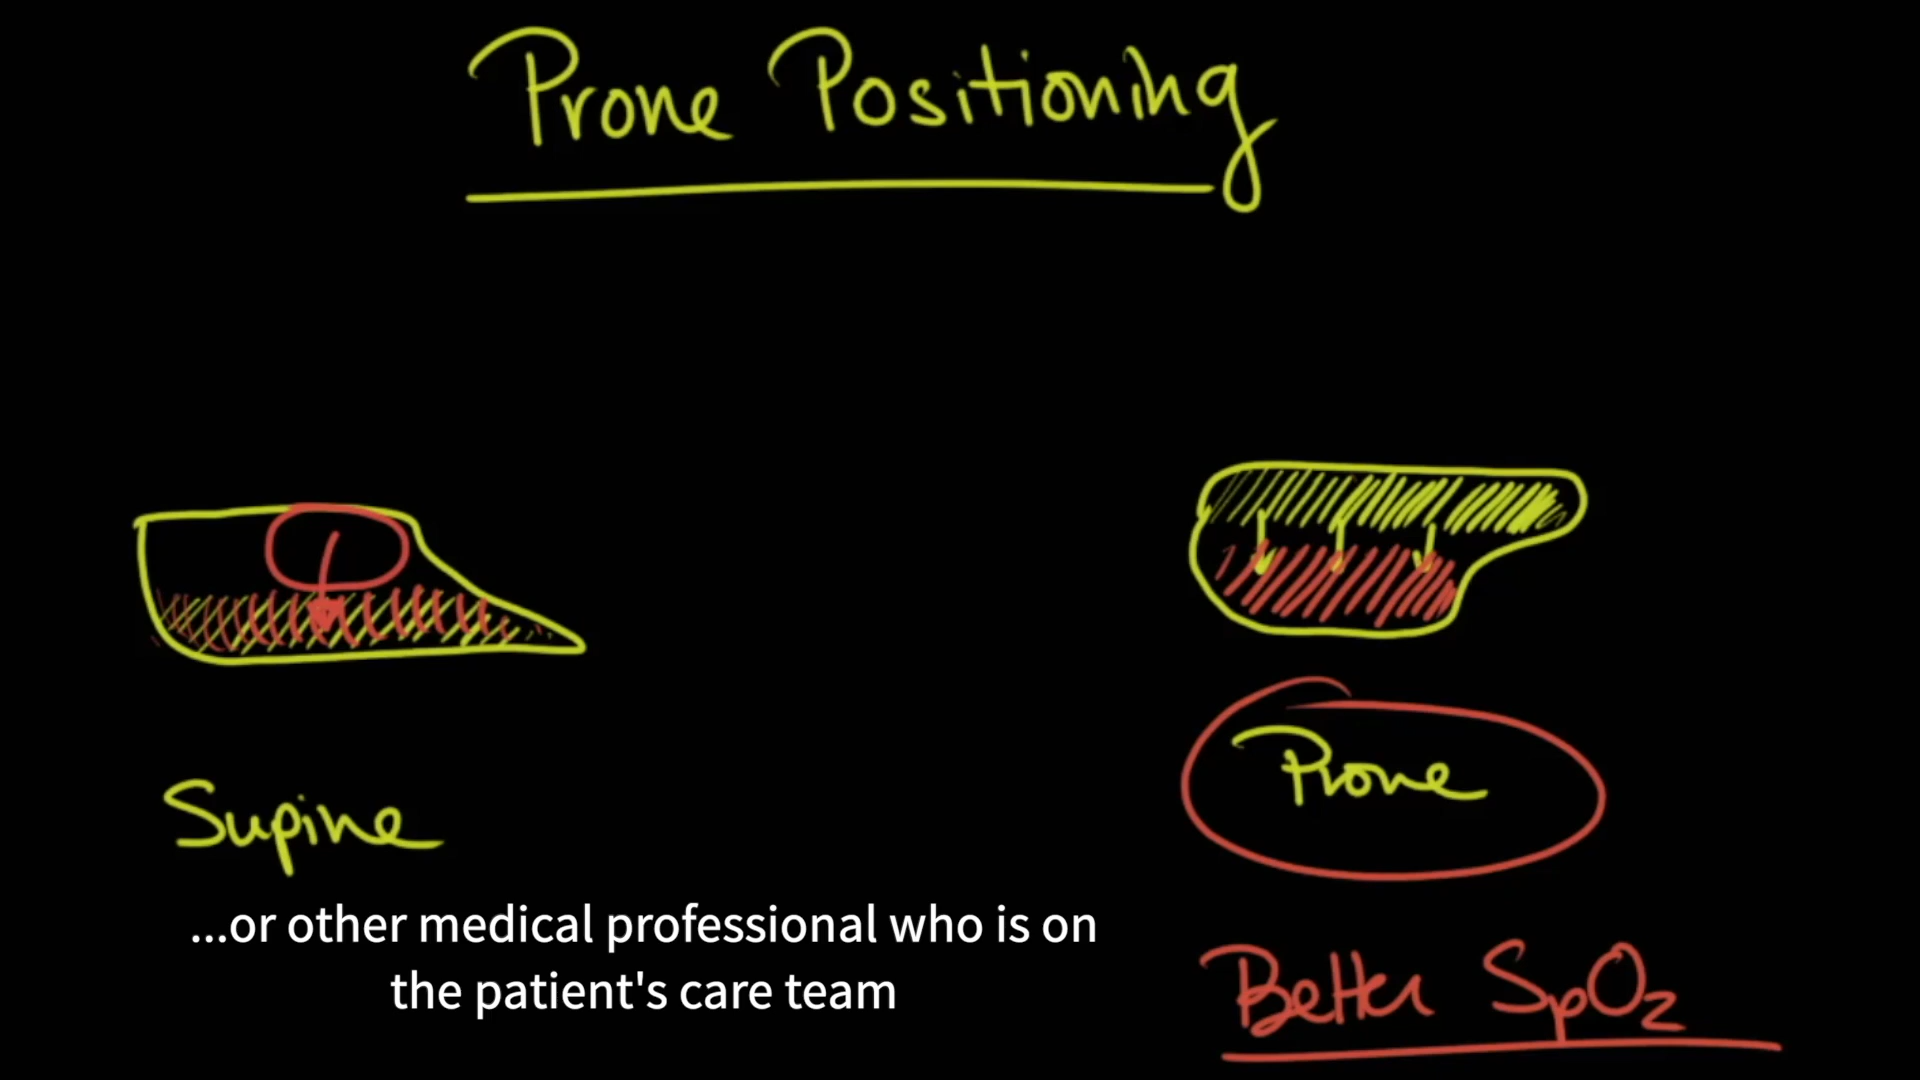 Prone Positioning
Supine
Prone
...or other medical professional who is on
the patient's care team
Better SpO2